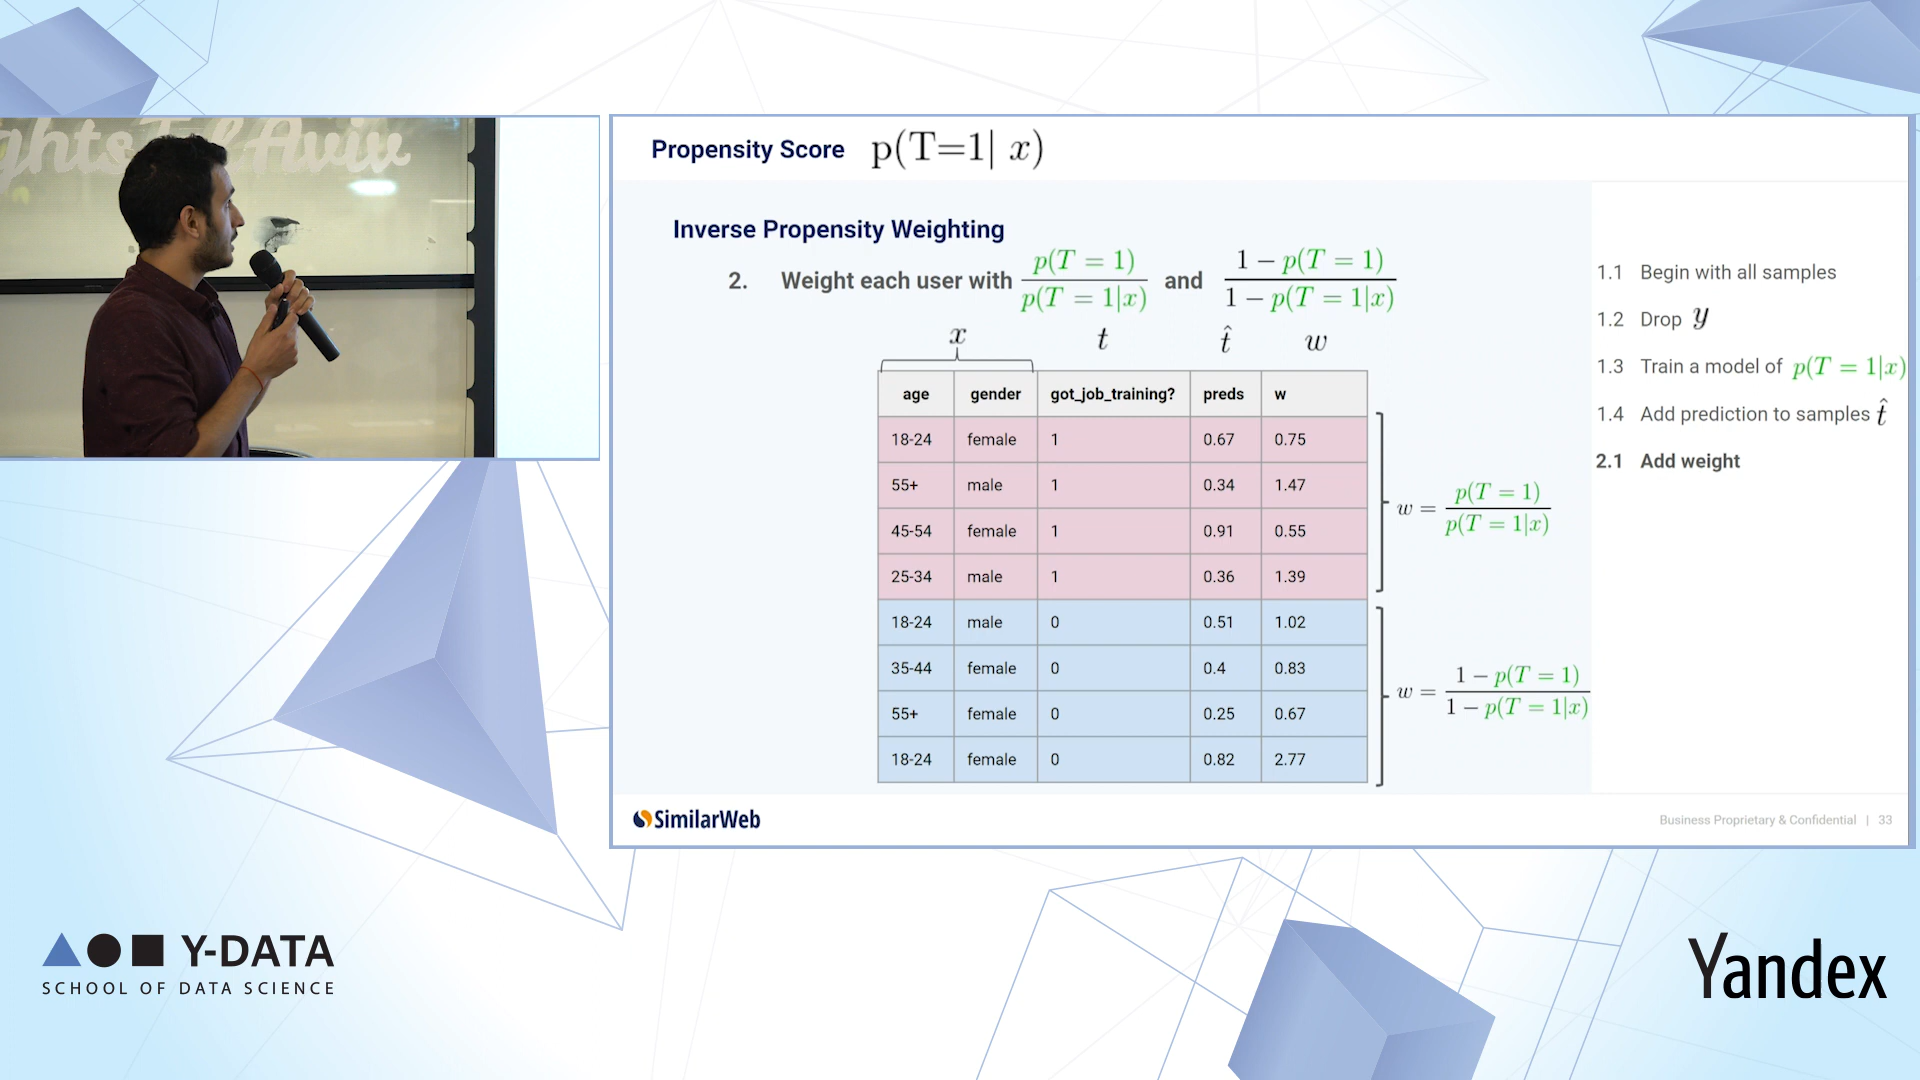 ghts Tel Aviv
Propensity Score p(T=1| x)
Inverse Propensity Weighting
2. Weight each user with p(T = 1) / p(T = 1|x) and 1 − p(T = 1) / 1 − p(T = 1|x)
x t t̂ w
age gender got_job_training? preds w
18-24 female 1 0.67 0.75
55+ male 1 0.34 1.47
45-54 female 1 0.91 0.55
25-34 male 1 0.36 1.39
18-24 male 0 0.51 1.02
35-44 female 0 0.4 0.83
55+ female 0 0.25 0.67
18-24 female 0 0.82 2.77
w = p(T = 1) / p(T = 1|x)
w = 1 − p(T = 1) / 1 − p(T = 1|x)
1.1 Begin with all samples
1.2 Drop y
1.3 Train a model of p(T = 1|x)
1.4 Add prediction to samples t̂
2.1 Add weight
SimilarWeb
Business Proprietary & Confidential | 33
Y-DATA
SCHOOL OF DATA SCIENCE
Yandex